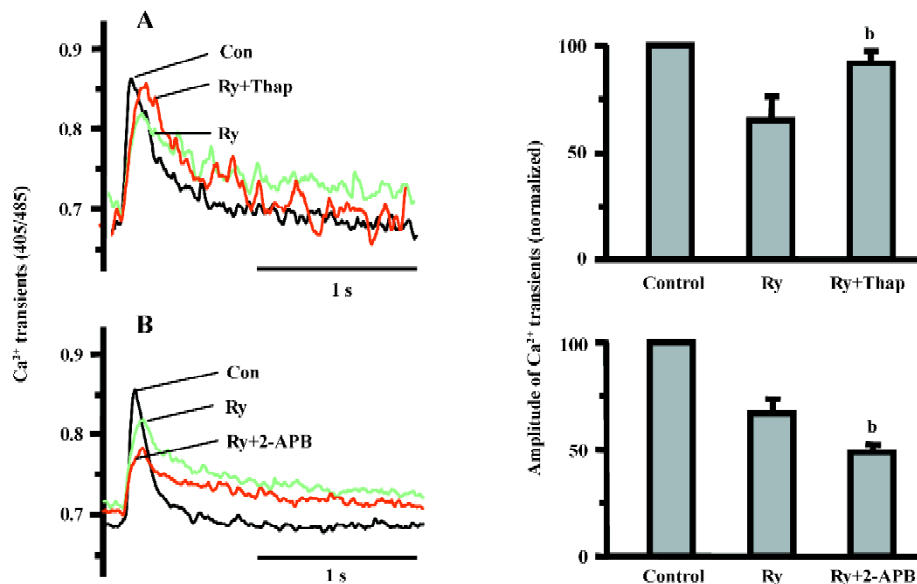 A
0.9
0.8
0.7
Con
Ry+Thap
Ry
1 s
B
0.9
0.8
0.7
Con
Ry
Ry+2-APB
1 s
Ca²⁺ transients (405/485)
100
50
0
b
Control Ry Ry+Thap
100
50
0
b
Control Ry Ry+2-APB
Amplitude of Ca²⁺ transients (normalized)